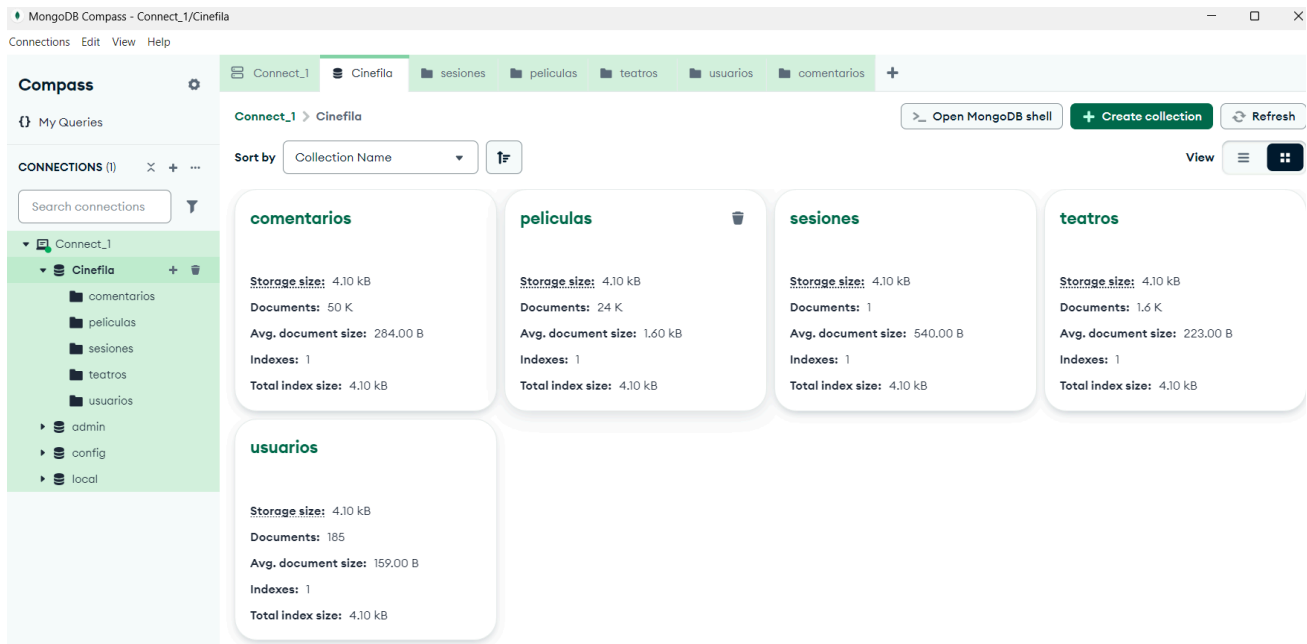 MongoDB Compass - Connect_1/Cinefila
Connections Edit View Help
Compass
My Queries
CONNECTIONS (1)
Search connections
Connect_1
Cinefila
comentarios
peliculas
sesiones
teatros
usuarios
admin
config
local
Connect_1 Cinefila sesiones peliculas teatros usuarios comentarios
Connect_1 > Cinefila
>_ Open MongoDB shell + Create collection Refresh
Sort by Collection Name View
comentarios
Storage size: 4.10 kB
Documents: 50 K
Avg. document size: 284.00 B
Indexes: 1
Total index size: 4.10 kB
peliculas
Storage size: 4.10 kB
Documents: 24 K
Avg. document size: 1.60 kB
Indexes: 1
Total index size: 4.10 kB
sesiones
Storage size: 4.10 kB
Documents: 1
Avg. document size: 540.00 B
Indexes: 1
Total index size: 4.10 kB
teatros
Storage size: 4.10 kB
Documents: 1.6 K
Avg. document size: 223.00 B
Indexes: 1
Total index size: 4.10 kB
usuarios
Storage size: 4.10 kB
Documents: 185
Avg. document size: 159.00 B
Indexes: 1
Total index size: 4.10 kB